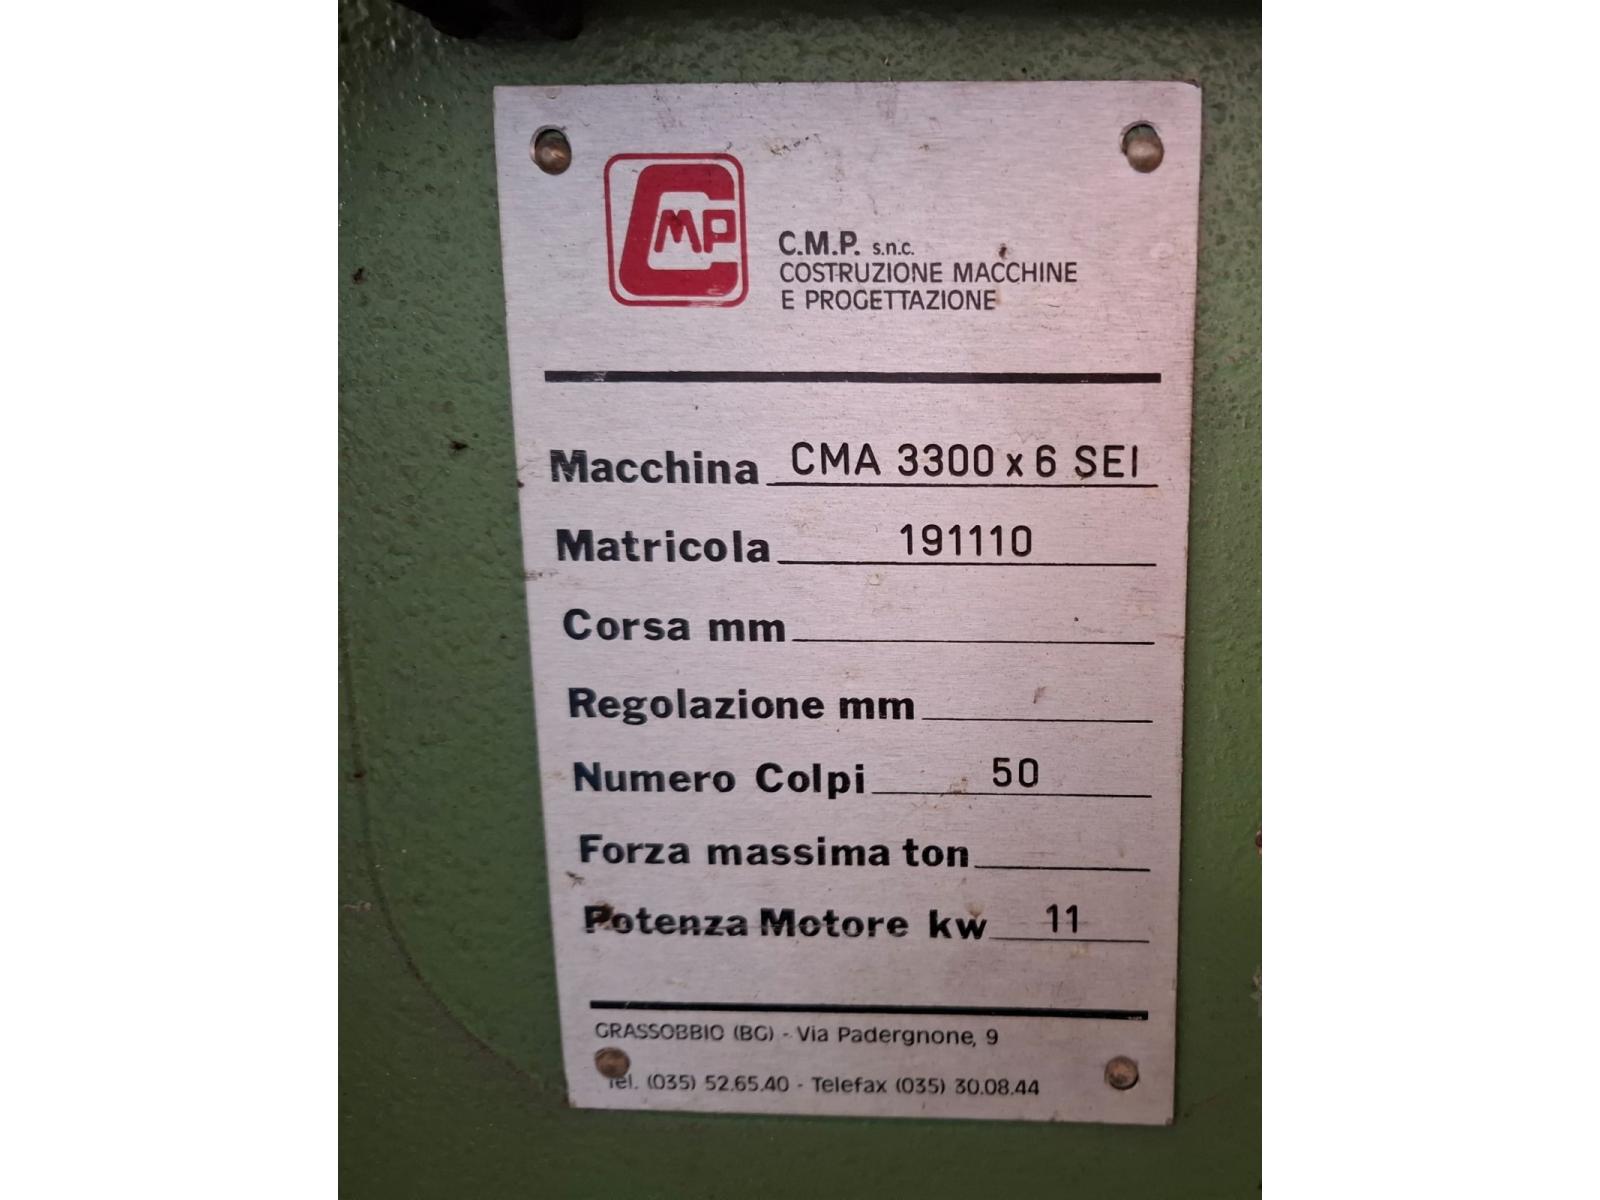 CMP
C.M.P. s.n.c.
COSTRUZIONE MACCHINE
E PROGETTAZIONE
Macchina CMA 3300 x 6 SEI
Matricola 191110
Corsa mm
Regolazione mm
Numero Colpi 50
Forza massima ton
Potenza Motore kw 11
GRASSOBBIO (BG) - Via Padergnone, 9
Tel. (035) 52.65.40 - Telefax (035) 30.08.44